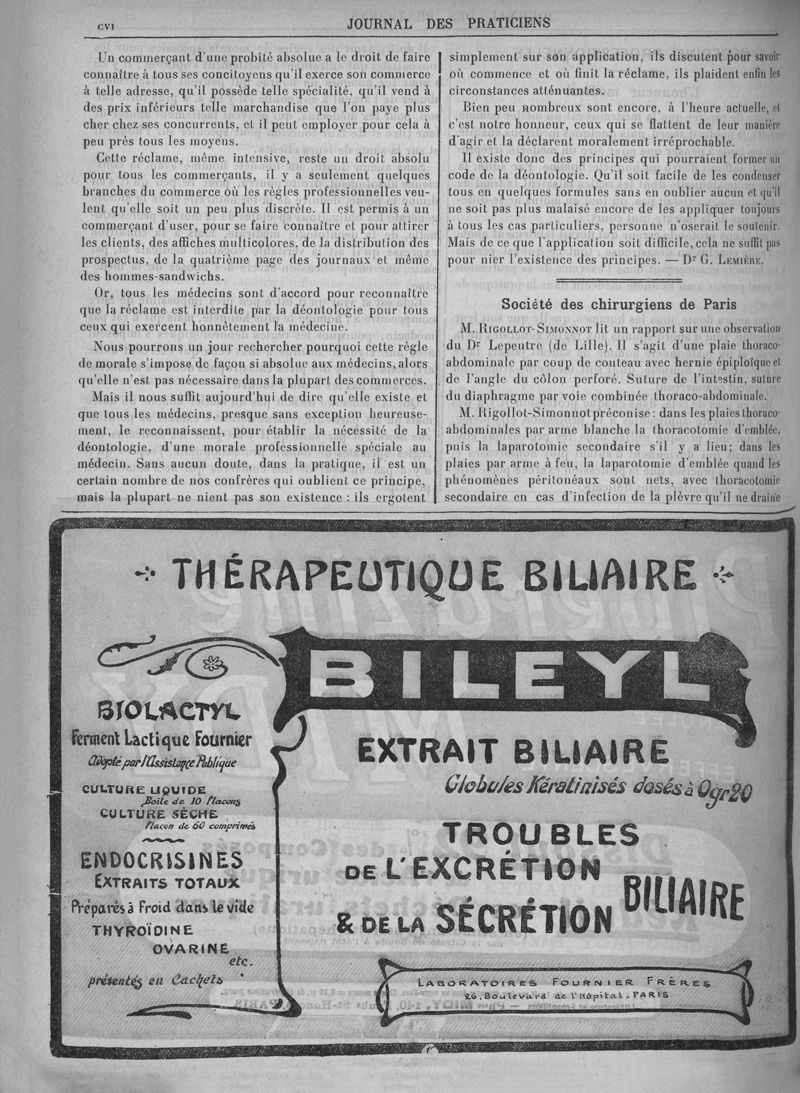 CVI
JOURNAL DES PRATICIENS
Un commerçant d'une probité absolue a le droit de faire
connaître à tous ses concitoyens qu'il exerce son commerce
à telle adresse, qu'il possède telle spécialité, qu'il vend à
des prix inférieurs telle marchandise que l'on paye plus
cher chez ses concurrents, et il peut employer pour cela à
peu près tous les moyens.
Cette réclame, même intensive, reste un droit absolu
pour tous les commerçants, il y a seulement quelques
branches du commerce où les règles professionnelles veu-
lent qu'elle soit un peu plus discrète. Il est permis à un
commerçant d'user, pour se faire connaître et pour attirer
les clients, des affiches multicolores, de la distribution des
prospectus, de la quatrième page des journaux et même
des hommes-sandwichs.
Or, tous les médecins sont d'accord pour reconnaître
que la réclame est interdite par la déontologie pour tous
ceux qui exercent honnêtement la médecine.
Nous pourrons un jour rechercher pourquoi cette règle
de morale s'impose de façon si absolue aux médecins, alors
qu'elle n'est pas nécessaire dans la plupart des commerces.
Mais il nous suffit aujourd'hui de dire qu'elle existe et
que tous les médecins, presque sans exception heureuse-
ment, le reconnaissent, pour établir la nécessité de la
déontologie, d'une morale professionnelle spéciale au
médecin. Sans aucun doute, dans la pratique, il est un
certain nombre de nos confrères qui oublient ce principe,
mais la plupart ne nient pas son existence : ils ergotent
simplement sur son application, ils discutent pour savoir
où commence et où finit la réclame, ils plaident enfin les
circonstances atténuantes.
Bien peu nombreux sont encore, à l'heure actuelle, et
c'est notre honneur, ceux qui se flattent de leur manière
d'agir et la déclarent moralement irréprochable.
Il existe donc des principes qui pourraient former un
code de la déontologie. Qu'il soit facile de les condenser
tous en quelques formules sans en oublier aucun et qu'il
ne soit pas plus malaisé encore de les appliquer toujours
à tous les cas particuliers, personne n'oserait le soutenir.
Mais de ce que l'application soit difficile, cela ne suffit pas
pour nier l'existence des principes. — Dr G. LEMIÈRE.
Société des chirurgiens de Paris
M. RIGOLLOT-SIMONNOT lit un rapport sur une observation
du Dr Lepeutre (de Lille). Il s'agit d'une plaie thoraco-
abdominale par coup de couteau avec hernie épiploïque et
de l'angle du côlon perforé. Suture de l'intestin, suture
du diaphragme par voie combinée thoraco-abdominale.
M. Rigollot-Simonnot préconise : dans les plaies thoraco-
abdominales par arme blanche la thoracotomie d'emblée,
puis la laparotomie secondaire s'il y a lieu; dans les
plaies par arme à feu, la laparotomie d'emblée quand les
phénomènes péritonéaux sont nets, avec thoracotomie
secondaire en cas d'infection de la plèvre qu'il ne draine
THÉRAPEUTIQUE BILIAIRE
BILEYL
BIOLACTYL
Ferment Lactique Fournier
Adopté par l'Assistance Publique
CULTURE LIQUIDE
Boîte de 10 flacons
CULTURE SÈCHE
Flacon de 60 comprimés
ENDOCRISINES
EXTRAITS TOTAUX
Préparés à Froid dans le vide
THYROÏDINE
OVARINE
etc.
présentés en Cachets
EXTRAIT BILIAIRE
Globules Kératinisés dosés à 0gr20
TROUBLES
DE L'EXCRÉTION
& DE LA SÉCRÉTION
BILIAIRE
LABORATOIRES FOURNIER FRÈRES
26, Boulevard de l'Hôpital, PARIS